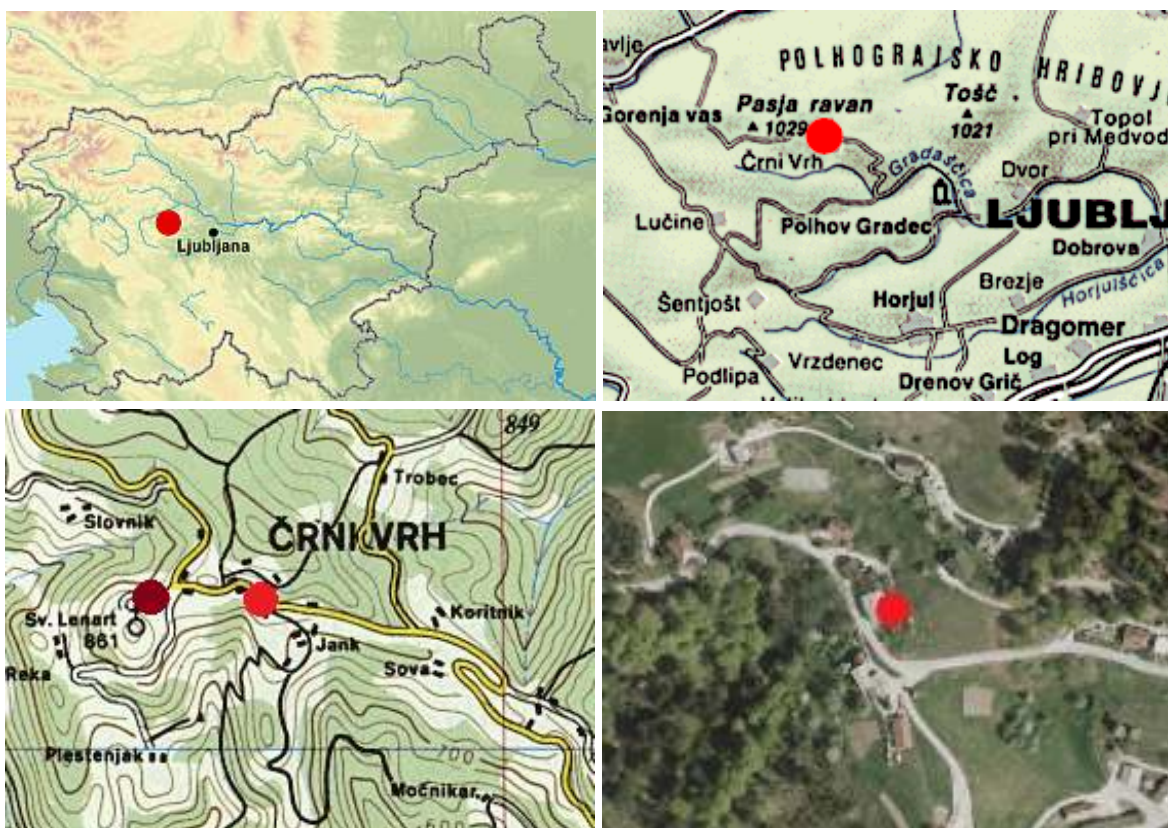 Ljubljana
avlje
POLHOGRAJSKO
HRIBOVJ
Gorenja vas
Pasja ravan
1029
Tošč
1021
Topol
pri Medvod
Črni Vrh
Gradaščica
Dvor
Lučine
Polhov Gradec
LJUBLJ
Dobrova
Brezje
Horjulščica
Šentjošt
Horjul
Dragomer
Vrzdenec
Log
Podlipa
Drenov Grič
849
Trobec
Slovnik
ČRNI VRH
Sv. Lenart
861
Koritnik
Jank
Reka
Sova
Plestenjak
700
Močnikar
600